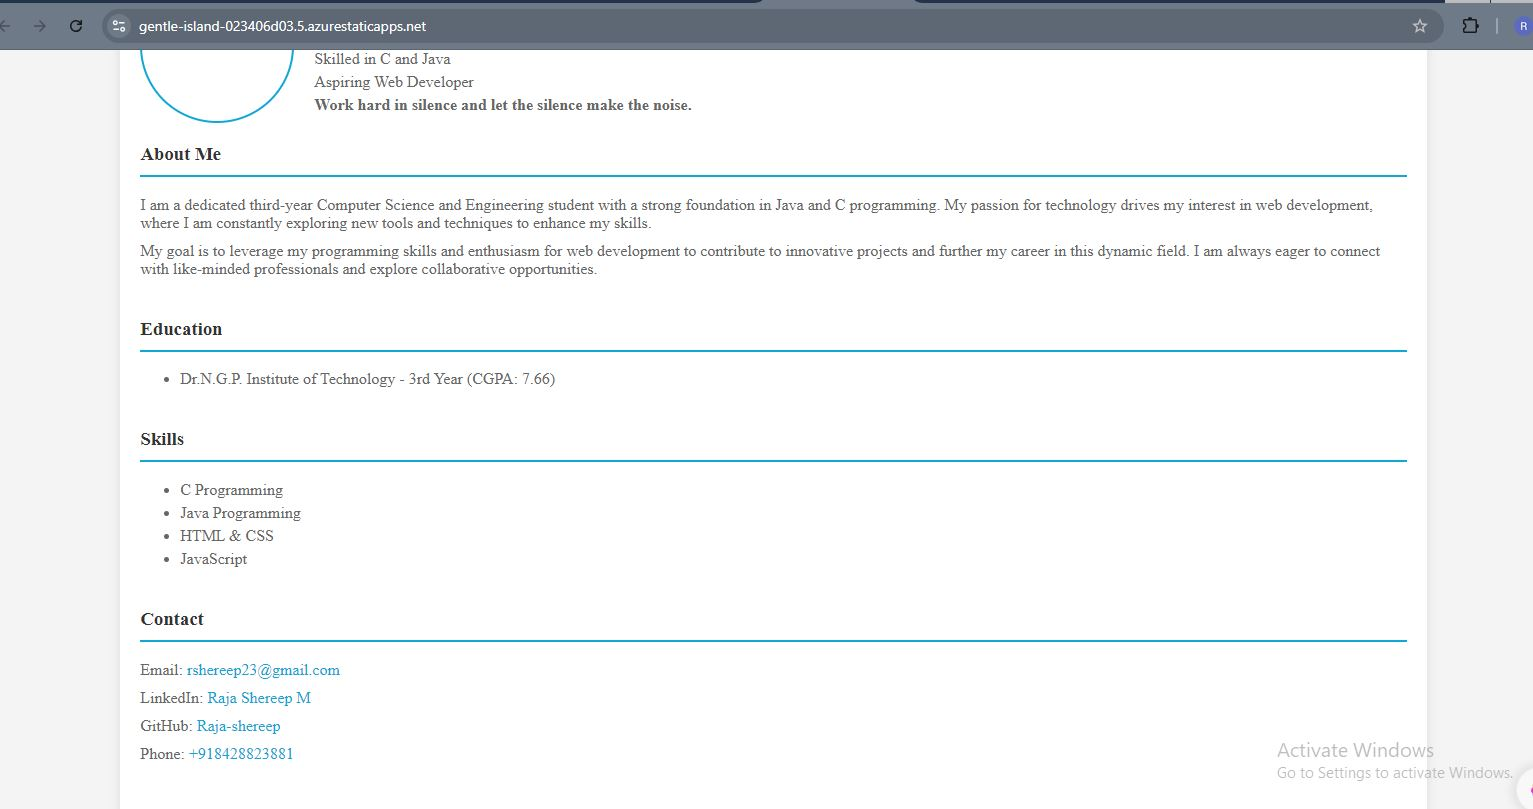 gentle-island-023406d03.5.azurestaticapps.net
R
Skilled in C and Java
Aspiring Web Developer
Work hard in silence and let the silence make the noise.
About Me
I am a dedicated third-year Computer Science and Engineering student with a strong foundation in Java and C programming. My passion for technology drives my interest in web development,
where I am constantly exploring new tools and techniques to enhance my skills.
My goal is to leverage my programming skills and enthusiasm for web development to contribute to innovative projects and further my career in this dynamic field. I am always eager to connect
with like-minded professionals and explore collaborative opportunities.
Education
• Dr.N.G.P. Institute of Technology - 3rd Year (CGPA: 7.66)
Skills
• C Programming
• Java Programming
• HTML & CSS
• JavaScript
Contact
Email: rshereep23@gmail.com
LinkedIn: Raja Shereep M
GitHub: Raja-shereep
Phone: +918428823881
Activate Windows
Go to Settings to activate Windows.